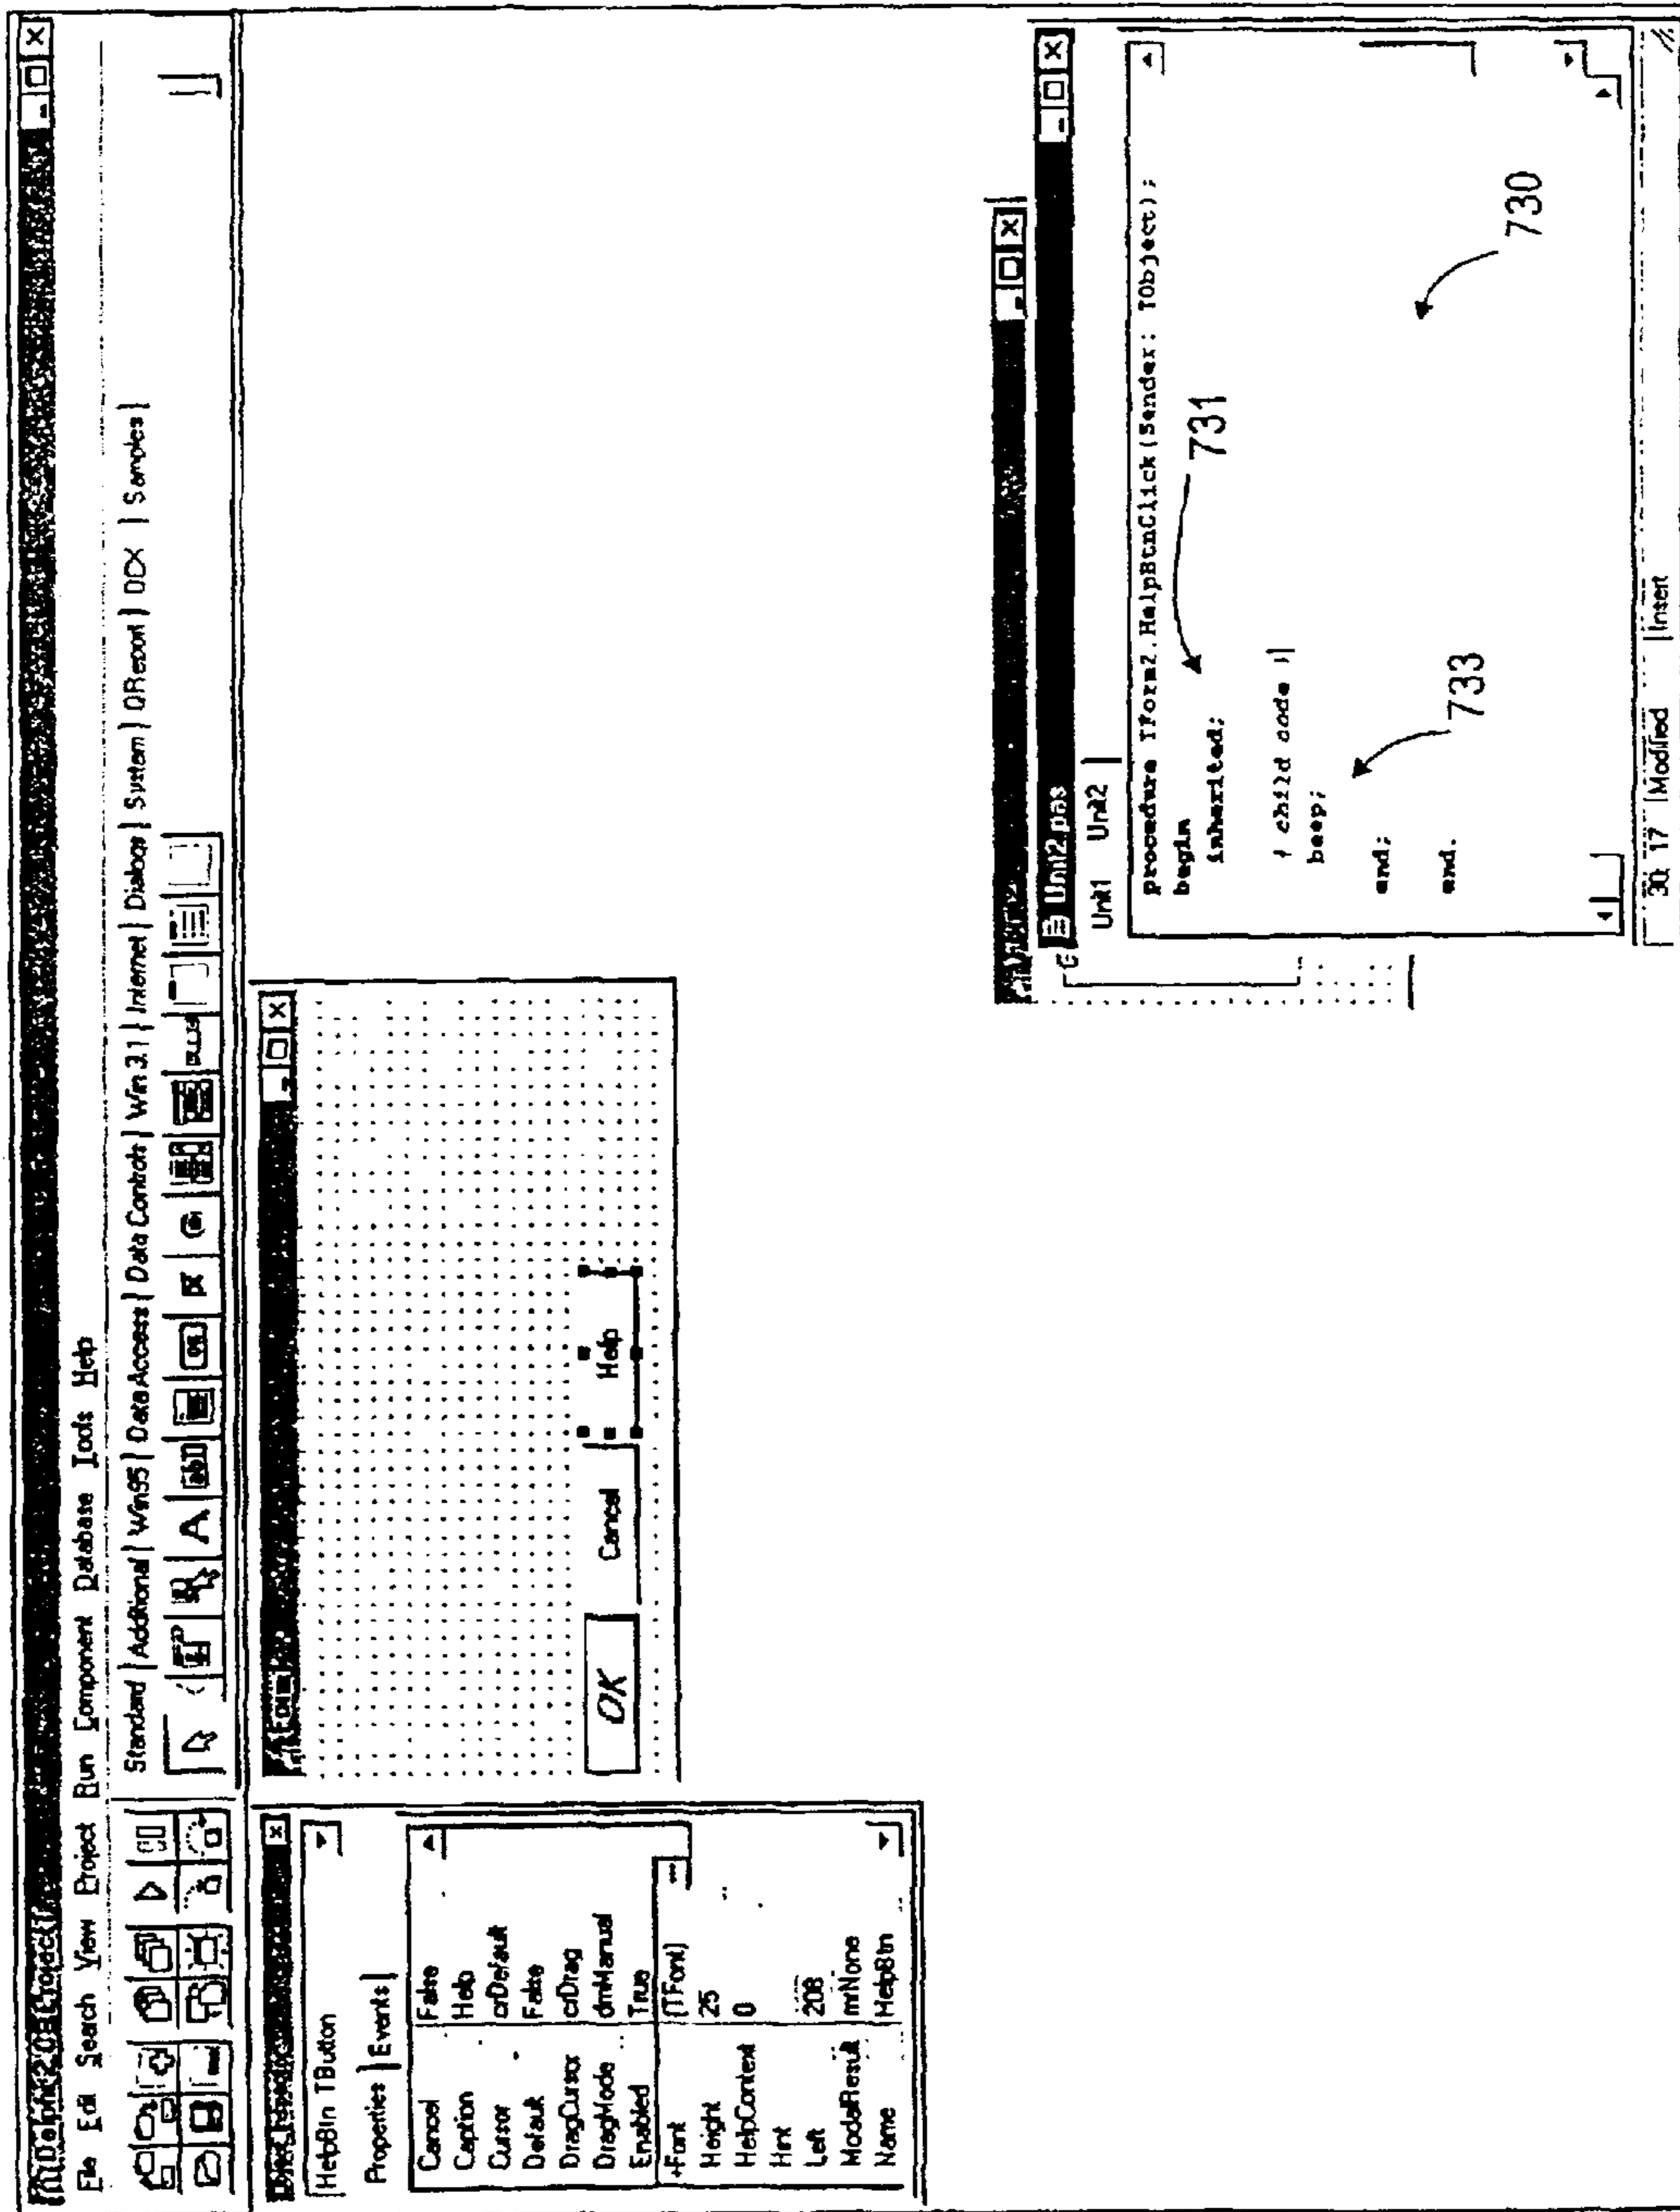 File Edit Search View Project Run Component Database Tools Help
Standard | Additional | Win95 | Data Access | Data Controls | Win 3.1 | Internet | Dialogs | System | QReport | OCX | Samples
HelpBtn TButton
Properties | Events
Cancel False
Caption Help
Cursor crDefault
Default False
DragCursor crDrag
DragMode dmManual
Enabled True
+Font (TFont)
Height 25
HelpContext 0
Hint
Left 208
ModalResult mrNone
Name HelpBtn
OK Cancel Help
Unit2.pas
Unit1 Unit2
procedure TForm2.HelpBtnClick(Sender: TObject);
begin
inherited;
731
{ child code }
beep;
733
end;
end.
730
30: 17 Modified Insert